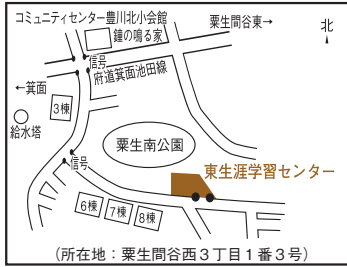 コミュニティセンター豊川北小会館
鐘の鳴る家
粟生間谷東→
北
信号
府道箕面池田線
←箕面
3棟
給水塔
粟生南公園
信号
東生涯学習センター
6棟
7棟
8棟
(所在地：粟生間谷西3丁目1番3号)